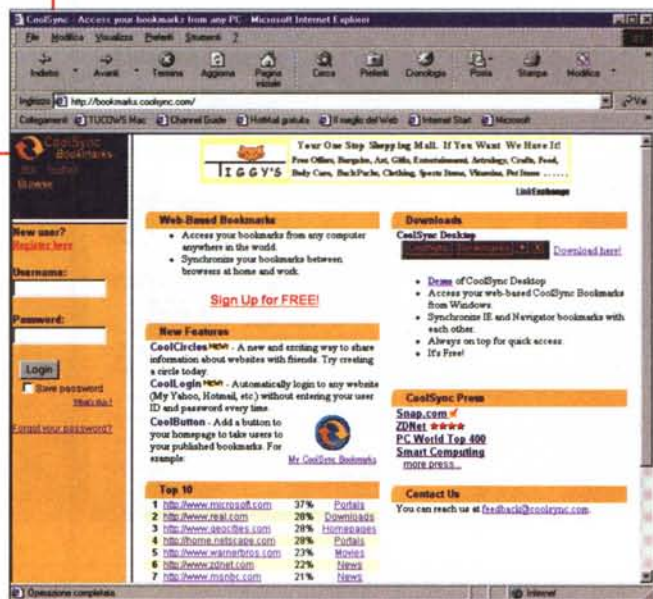 CoolSync - Access your bookmarks from any PC - Microsoft Internet Explorer
File Modifica Visualizza Preferiti Strumenti ?
Indietro Avanti Termina Aggiorna Pagina iniziale Cerca Preferiti Cronologia Posta Stampa Modifica
Indirizzo http://bookmarks.coolsync.com/ Vai
Collegamenti TUCOWS Mac Channel Guide HotMail gratuita Il meglio del Web Internet Start Microsoft
CoolSync
Bookmarks
Browse
New user?
Register here
Username:
Password:
Login
Save password
What's this?
Forgot your password?
TIGGY'S
Your One Stop Shopping Mall. If You Want We Have It!
Free Offers, Bargains, Art, Gifts, Entertainment, Astrology, Crafts, Food,
Body Care, BackPacks, Clothing, Sports Items, Vitamins, Pet Items ......
LinkExchange
Web-Based Bookmarks
Access your bookmarks from any computer
anywhere in the world.
Synchronize your bookmarks between
browsers at home and work.
Sign Up for FREE!
New Features
CoolCircles NEW! - A new and exciting way to share
information about websites with friends. Try creating
a circle today.
CoolLogin NEW! - Automatically login to any website
(My Yahoo, Hotmail, etc.) without entering your user
ID and password every time.
CoolButton - Add a button to
your homepage to take users to
your published bookmarks. For
example:
My CoolSync Bookmarks
Top 10
1 http://www.microsoft.com 37% Portals
2 http://www.real.com 28% Downloads
3 http://www.geocities.com 28% Homepages
4 http://home.netscape.com 28% Portals
5 http://www.warnerbros.com 23% Movies
6 http://www.zdnet.com 22% News
7 http://www.msnbc.com 21% News
Downloads
CoolSync Desktop
Download here!
Demo of CoolSync Desktop
Access your web-based CoolSync Bookmarks
from Windows.
Synchronize IE and Navigator bookmarks with
each other.
Always on top for quick access.
It's Free!
CoolSync Press
Snap.com
ZDNet
PC World Top 400
Smart Computing
more press...
Contact Us
You can reach us at feedback@coolsync.com.
Operazione completata
Internet